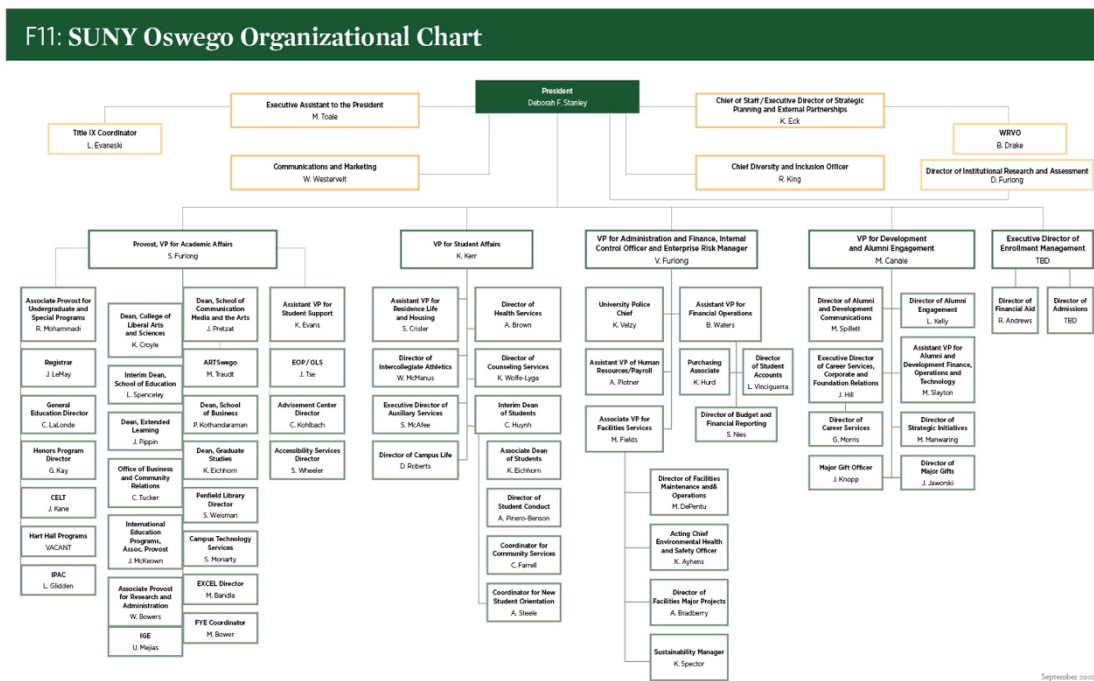 F11: SUNY Oswego Organizational Chart
President
Deborah F. Stanley
Executive Assistant to the President
M. Toale
Chief of Staff / Executive Director of Strategic
Planning and External Partnerships
K. Eck
Title IX Coordinator
L. Evaneski
WRVO
B. Drake
Communications and Marketing
W. Westervelt
Chief Diversity and Inclusion Officer
R. King
Director of Institutional Research and Assessment
D. Furlong
Provost, VP for Academic Affairs
S. Furlong
VP for Student Affairs
K. Kerr
VP for Administration and Finance, Internal
Control Officer and Enterprise Risk Manager
V. Furlong
VP for Development
and Alumni Engagement
M. Canale
Executive Director of
Enrollment Management
TBD
Associate Provost for
Undergraduate and
Special Programs
R. Mohammadi
Registrar
J. LeMay
General
Education Director
C. LaLonde
Honors Program
Director
G. Kay
CELT
J. Kane
Hart Hall Programs
VACANT
IPAC
L. Glidden
Dean, College of
Liberal Arts
and Sciences
K. Croyle
Interim Dean,
School of Education
L. Spenceley
Dean, Extended
Learning
J. Pippin
Office of Business
and Community
Relations
C. Tucker
International
Education
Programs,
Assoc. Provost
J. McKeown
Associate Provost
for Research and
Administration
W. Bowers
IGE
U. Mejias
Dean, School of
Communication
Media and the Arts
J. Pretzat
ARTSwego
M. Traudt
Dean, School
of Business
P. Kothandaraman
Dean, Graduate
Studies
K. Eichhorn
Penfield Library
Director
S. Weisman
Campus Technology
Services
S. Moriarty
EXCEL Director
M. Bandla
FYE Coordinator
M. Bower
Assistant VP for
Student Support
K. Evans
EOP / OLS
J. Tse
Advisement Center
Director
C. Kohlbach
Accessibility Services
Director
S. Wheeler
Assistant VP for
Residence Life
and Housing
S. Crisler
Director of
Intercollegiate Athletics
W. McManus
Executive Director of
Auxiliary Services
S. McAfee
Director of Campus Life
D. Roberts
Director of
Health Services
A. Brown
Director of
Counseling Services
K. Wolfe-Lyga
Interim Dean
of Students
C. Huynh
Associate Dean
of Students
K. Eichhorn
Director of
Student Conduct
A. Pinero-Benson
Coordinator for
Community Services
C. Farrell
Coordinator for New
Student Orientation
A. Steele
University Police
Chief
K. Velzy
Assistant VP of Human
Resources/Payroll
A. Plotner
Associate VP for
Facilities Services
M. Fields
Assistant VP for
Financial Operations
B. Waters
Purchasing
Associate
K. Hurd
Director
of Student
Accounts
L. Vinciguerra
Director of Budget and
Financial Reporting
S. Nies
Director of Facilities
Maintenance and&
Operations
M. DePentu
Acting Chief
Environmental Health
and Safety Officer
K. Ayhens
Director of
Facilities Major Projects
A. Bradberry
Sustainability Manager
K. Spector
Director of Alumni
and Development
Communications
M. Spillett
Executive Director
of Career Services,
Corporate and
Foundation Relations
J. Hill
Director of
Career Services
G. Morris
Major Gift Officer
J. Knopp
Director of Alumni
Engagement
L. Kelly
Assistant VP for
Alumni and
Development Finance,
Operations and
Technology
M. Slayton
Director of
Strategic Initiatives
M. Manwaring
Director of
Major Gifts
J. Jaworski
Director of
Financial Aid
R. Andrews
Director of
Admissions
TBD